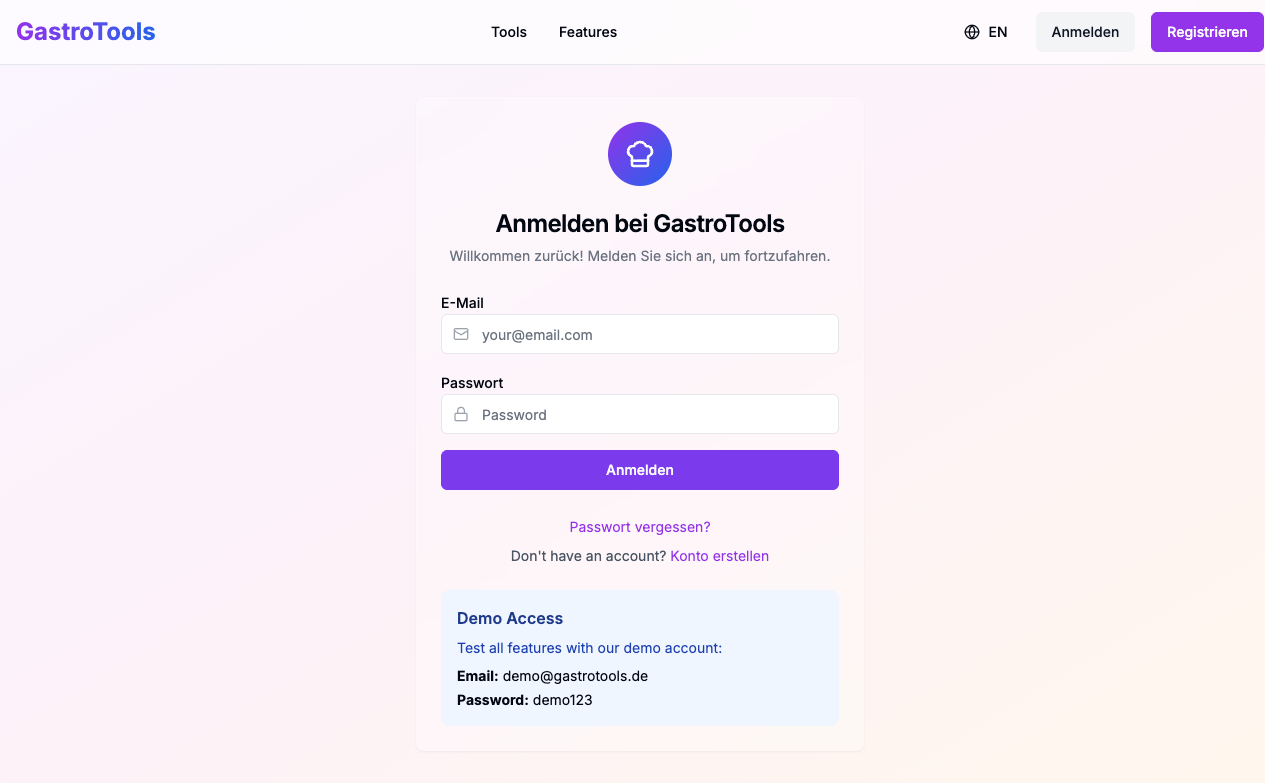 GastroTools
Tools
Features
EN
Anmelden
Registrieren
Anmelden bei GastroTools
Willkommen zurück! Melden Sie sich an, um fortzufahren.
E-Mail
your@email.com
Passwort
Password
Anmelden
Passwort vergessen?
Don't have an account? Konto erstellen
Demo Access
Test all features with our demo account:
Email: demo@gastrotools.de
Password: demo123